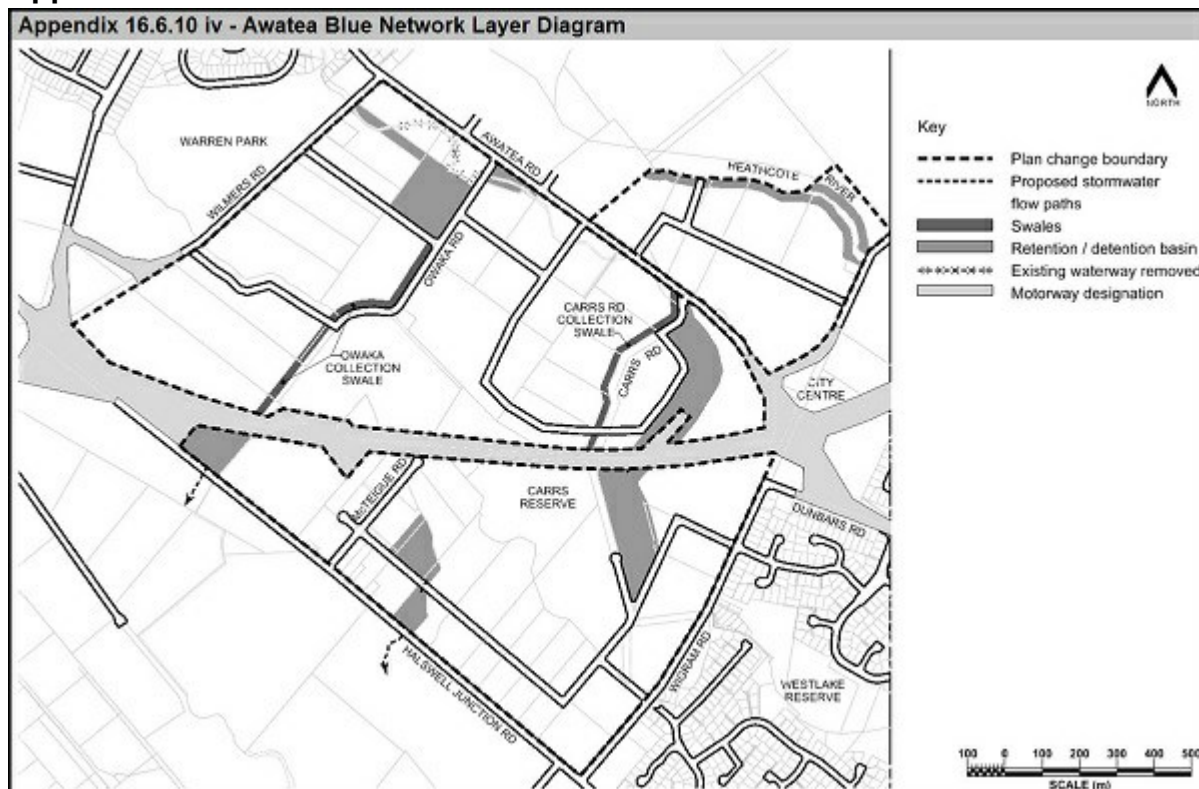 Appendix 16.6.10 iv - Awatea Blue Network Layer Diagram
WARREN PARK
WILMERS RD
AWATEA RD
HEATHCOTE
RIVER
OWAKA RD
CARRS RD
COLLECTION
SWALE
CARRS RD
OWAKA
COLLECTION
SWALE
CITY
CENTRE
McTEIGUE RD
CARRS
RESERVE
DUNBARS RD
HALSWELL JUNCTION RD
WIGRAM RD
WESTLAKE
RESERVE
NORTH
Key
Plan change boundary
Proposed stormwater
flow paths
Swales
Retention / detention basin
Existing waterway removed
Motorway designation
100 0 100 200 300 400 500
SCALE (m)